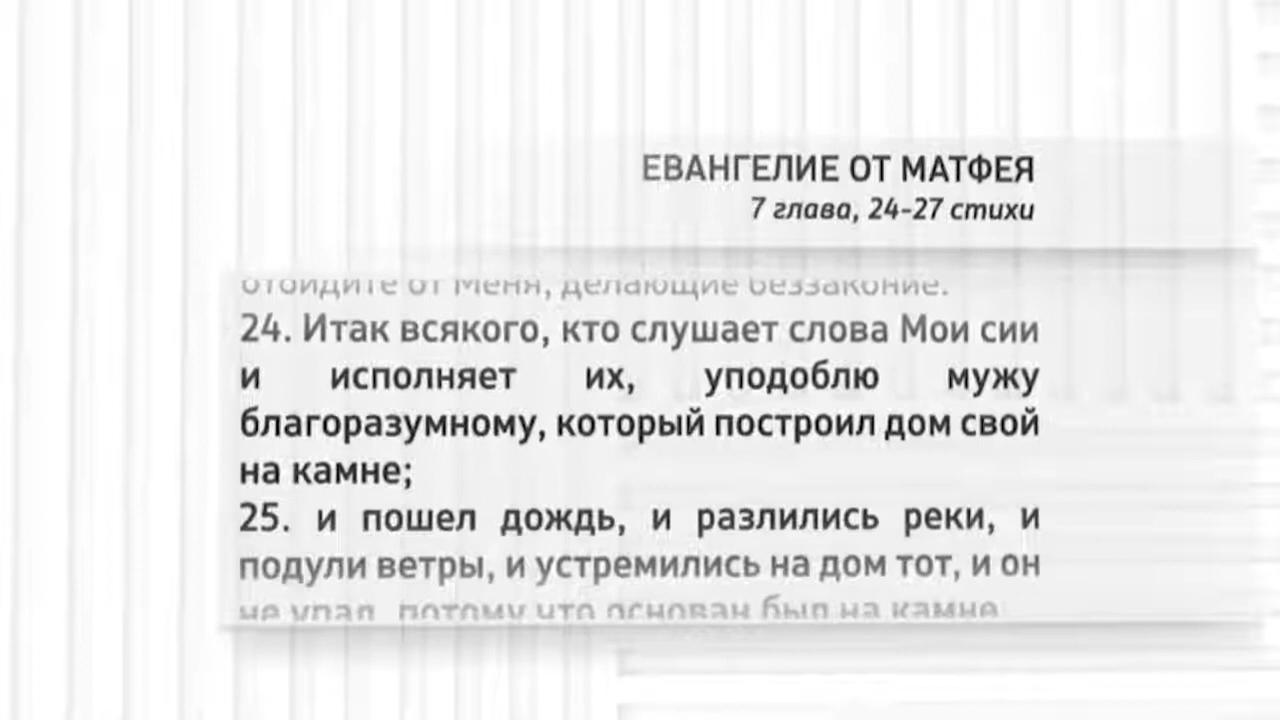 ЕВАНГЕЛИЕ ОТ МАТФЕЯ
7 глава, 24-27 стихи
отойдите от Меня, делающие беззаконие.
24. Итак всякого, кто слушает слова Мои сии
и исполняет их, уподоблю мужу
благоразумному, который построил дом свой
на камне;
25. и пошел дождь, и разлились реки, и
подули ветры, и устремились на дом тот, и он
не упал, потому что основан был на камне